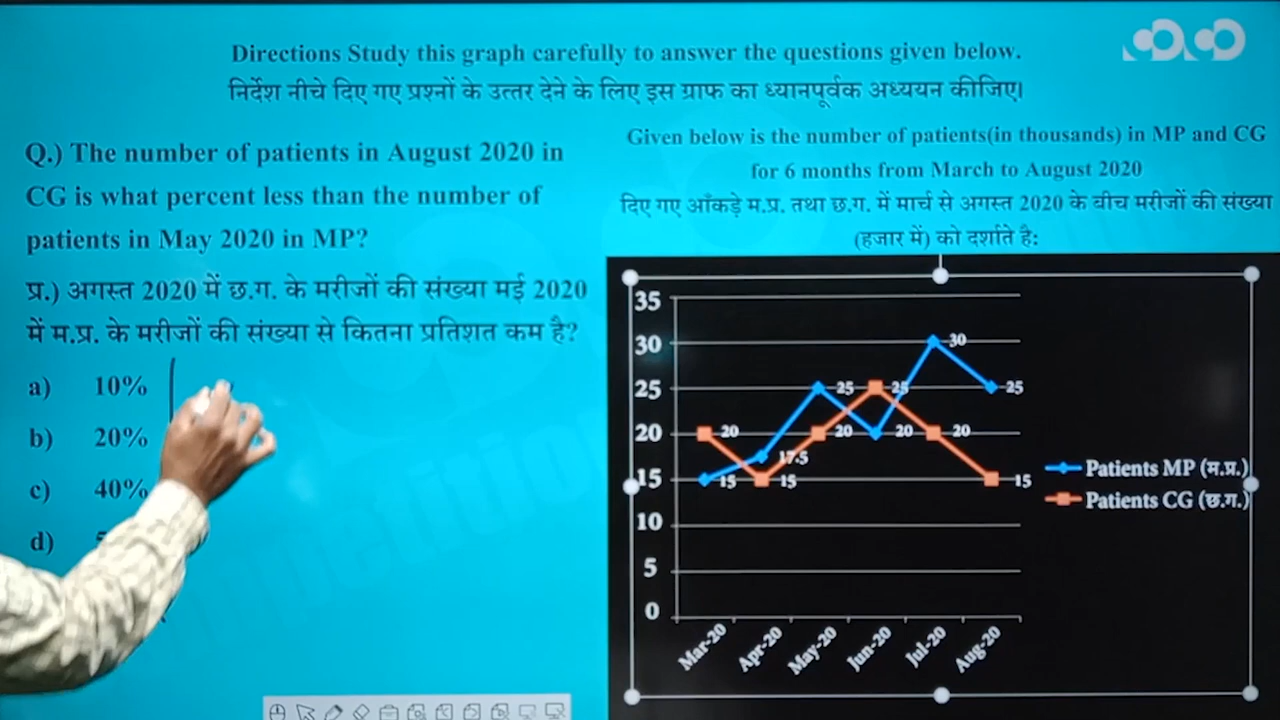 Directions Study this graph carefully to answer the questions given below.
निर्देश नीचे दिए गए प्रश्नों के उत्तर देने के लिए इस ग्राफ का ध्यानपूर्वक अध्ययन कीजिए।
Q.) The number of patients in August 2020 in
CG is what percent less than the number of
patients in May 2020 in MP?
प्र.) अगस्त 2020 में छ.ग. के मरीजों की संख्या मई 2020
में म.प्र. के मरीजों की संख्या से कितना प्रतिशत कम है?
a) 10%
b) 20%
c) 40%
d)
Given below is the number of patients(in thousands) in MP and CG
for 6 months from March to August 2020
दिए गए आँकड़े म.प्र. तथा छ.ग. में मार्च से अगस्त 2020 के बीच मरीजों की संख्या
(हजार में) को दर्शाते है:
35
30
30
25
25
25
25
20
20
20
20
20
17.5
15
15
15
15
10
5
0
Mar-20
Apr-20
May-20
Jun-20
Jul-20
Aug-20
Patients MP (म.प्र.)
Patients CG (छ.ग.)